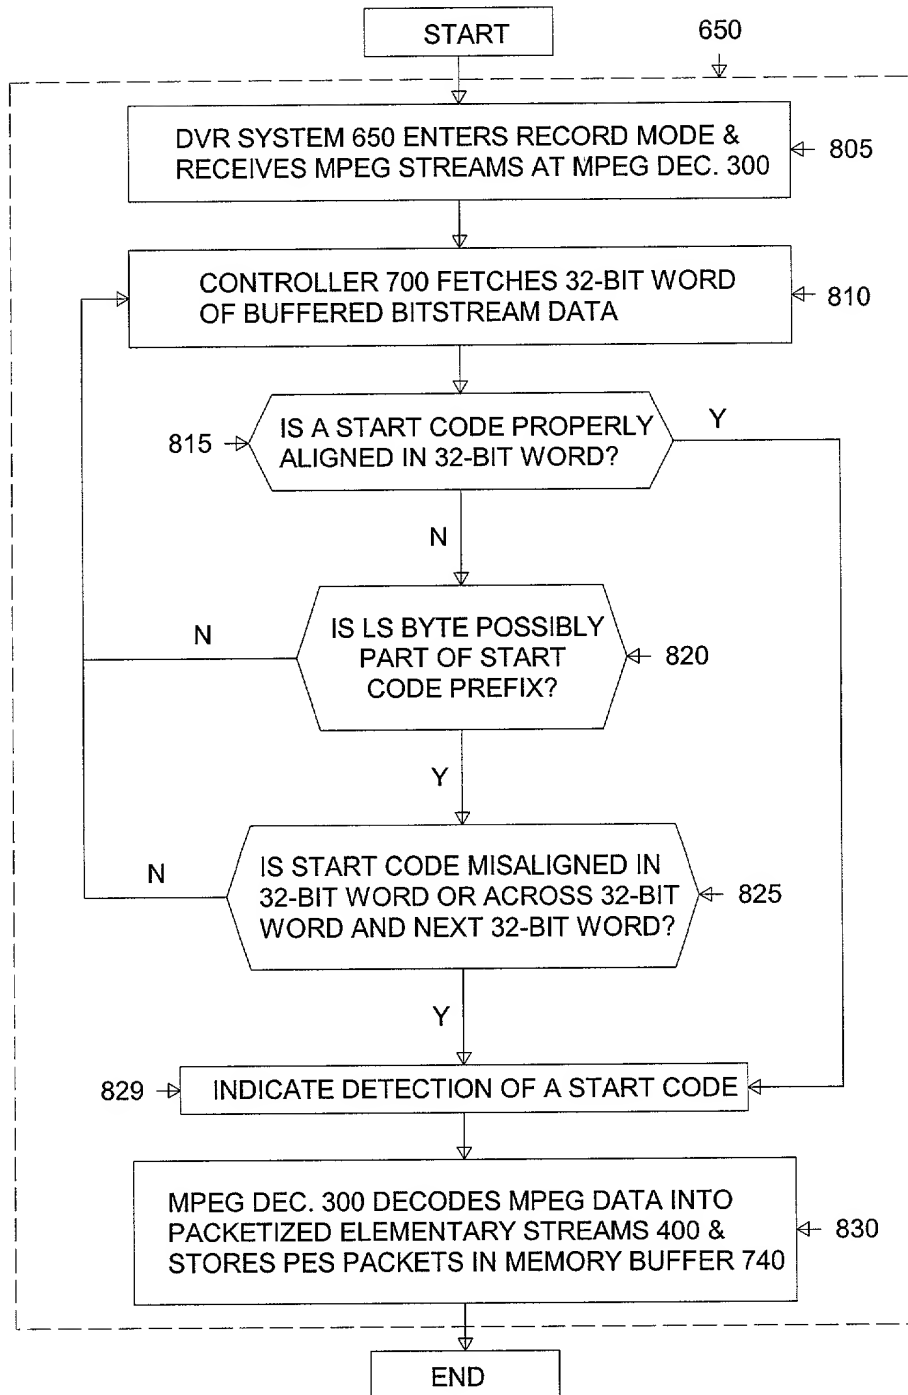 START
650
DVR SYSTEM 650 ENTERS RECORD MODE &
RECEIVES MPEG STREAMS AT MPEG DEC. 300
805
CONTROLLER 700 FETCHES 32-BIT WORD
OF BUFFERED BITSTREAM DATA
810
815
IS A START CODE PROPERLY
ALIGNED IN 32-BIT WORD?
Y
N
N
IS LS BYTE POSSIBLY
PART OF START
CODE PREFIX?
820
Y
N
IS START CODE MISALIGNED IN
32-BIT WORD OR ACROSS 32-BIT
WORD AND NEXT 32-BIT WORD?
825
Y
829
INDICATE DETECTION OF A START CODE
MPEG DEC. 300 DECODES MPEG DATA INTO
PACKETIZED ELEMENTARY STREAMS 400 &
STORES PES PACKETS IN MEMORY BUFFER 740
830
END